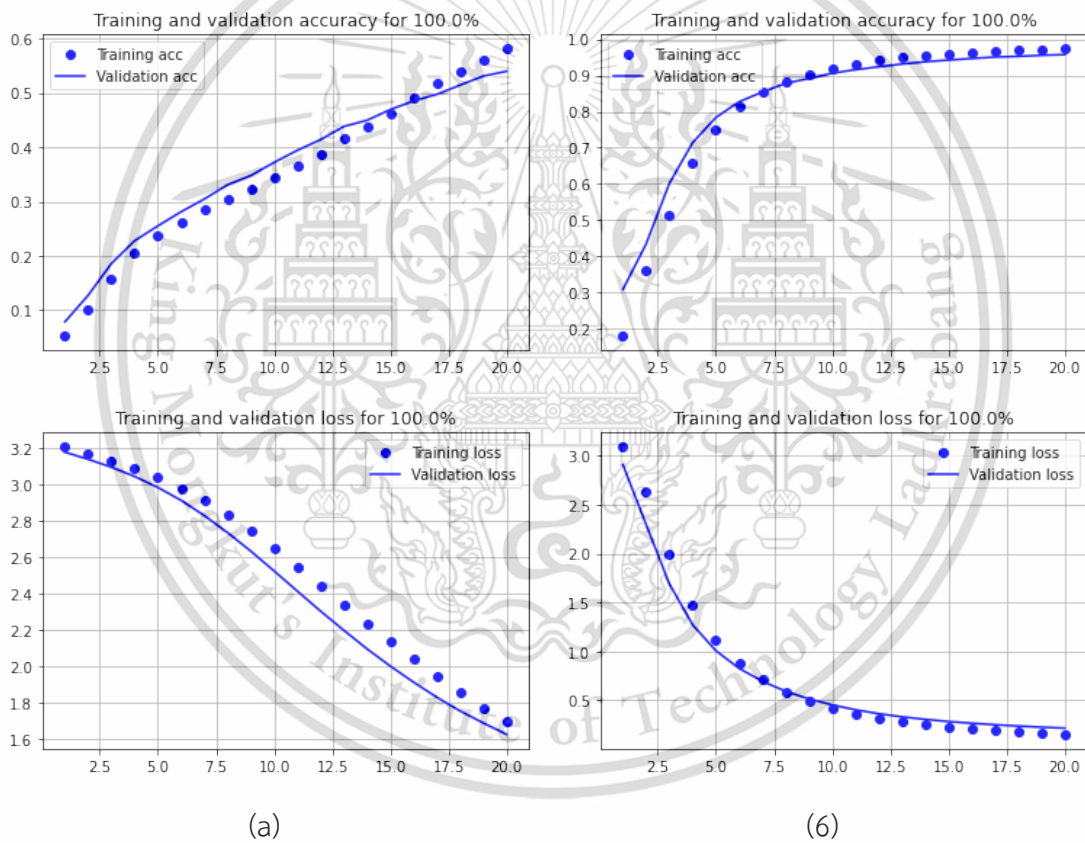 Training and validation accuracy for 100.0%
Training acc
Validation acc
0.6
0.5
0.4
0.3
0.2
0.1
2.5 5.0 7.5 10.0 12.5 15.0 17.5 20.0
Training and validation accuracy for 100.0%
Training acc
Validation acc
1.0
0.9
0.8
0.7
0.6
0.5
0.4
0.3
0.2
2.5 5.0 7.5 10.0 12.5 15.0 17.5 20.0
Training and validation loss for 100.0%
Training loss
Validation loss
3.2
3.0
2.8
2.6
2.4
2.2
2.0
1.8
1.6
2.5 5.0 7.5 10.0 12.5 15.0 17.5 20.0
(a)
Training and validation loss for 100.0%
Training loss
Validation loss
3.0
2.5
2.0
1.5
1.0
0.5
2.5 5.0 7.5 10.0 12.5 15.0 17.5 20.0
(6)
King Mongkut's Institute of Technology Ladkrabang